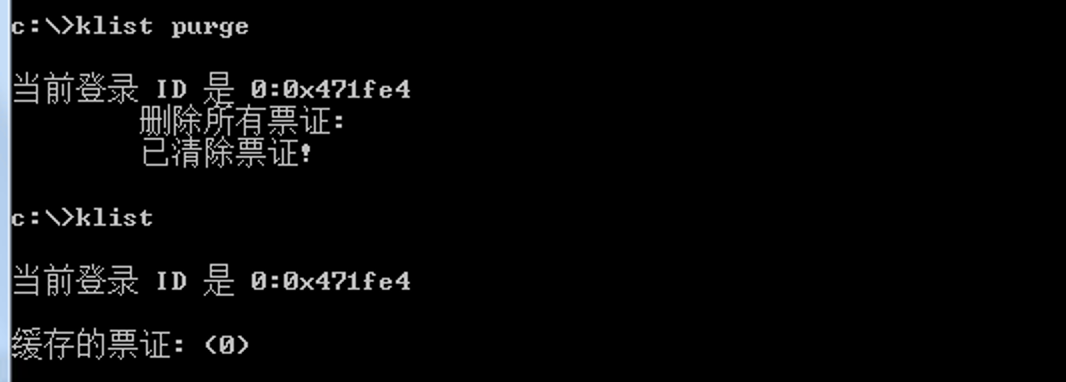 c:\>klist purge
当前登录 ID 是 0:0x471fe4
删除所有票证:
已清除票证!
c:\>klist
当前登录 ID 是 0:0x471fe4
缓存的票证: (0)